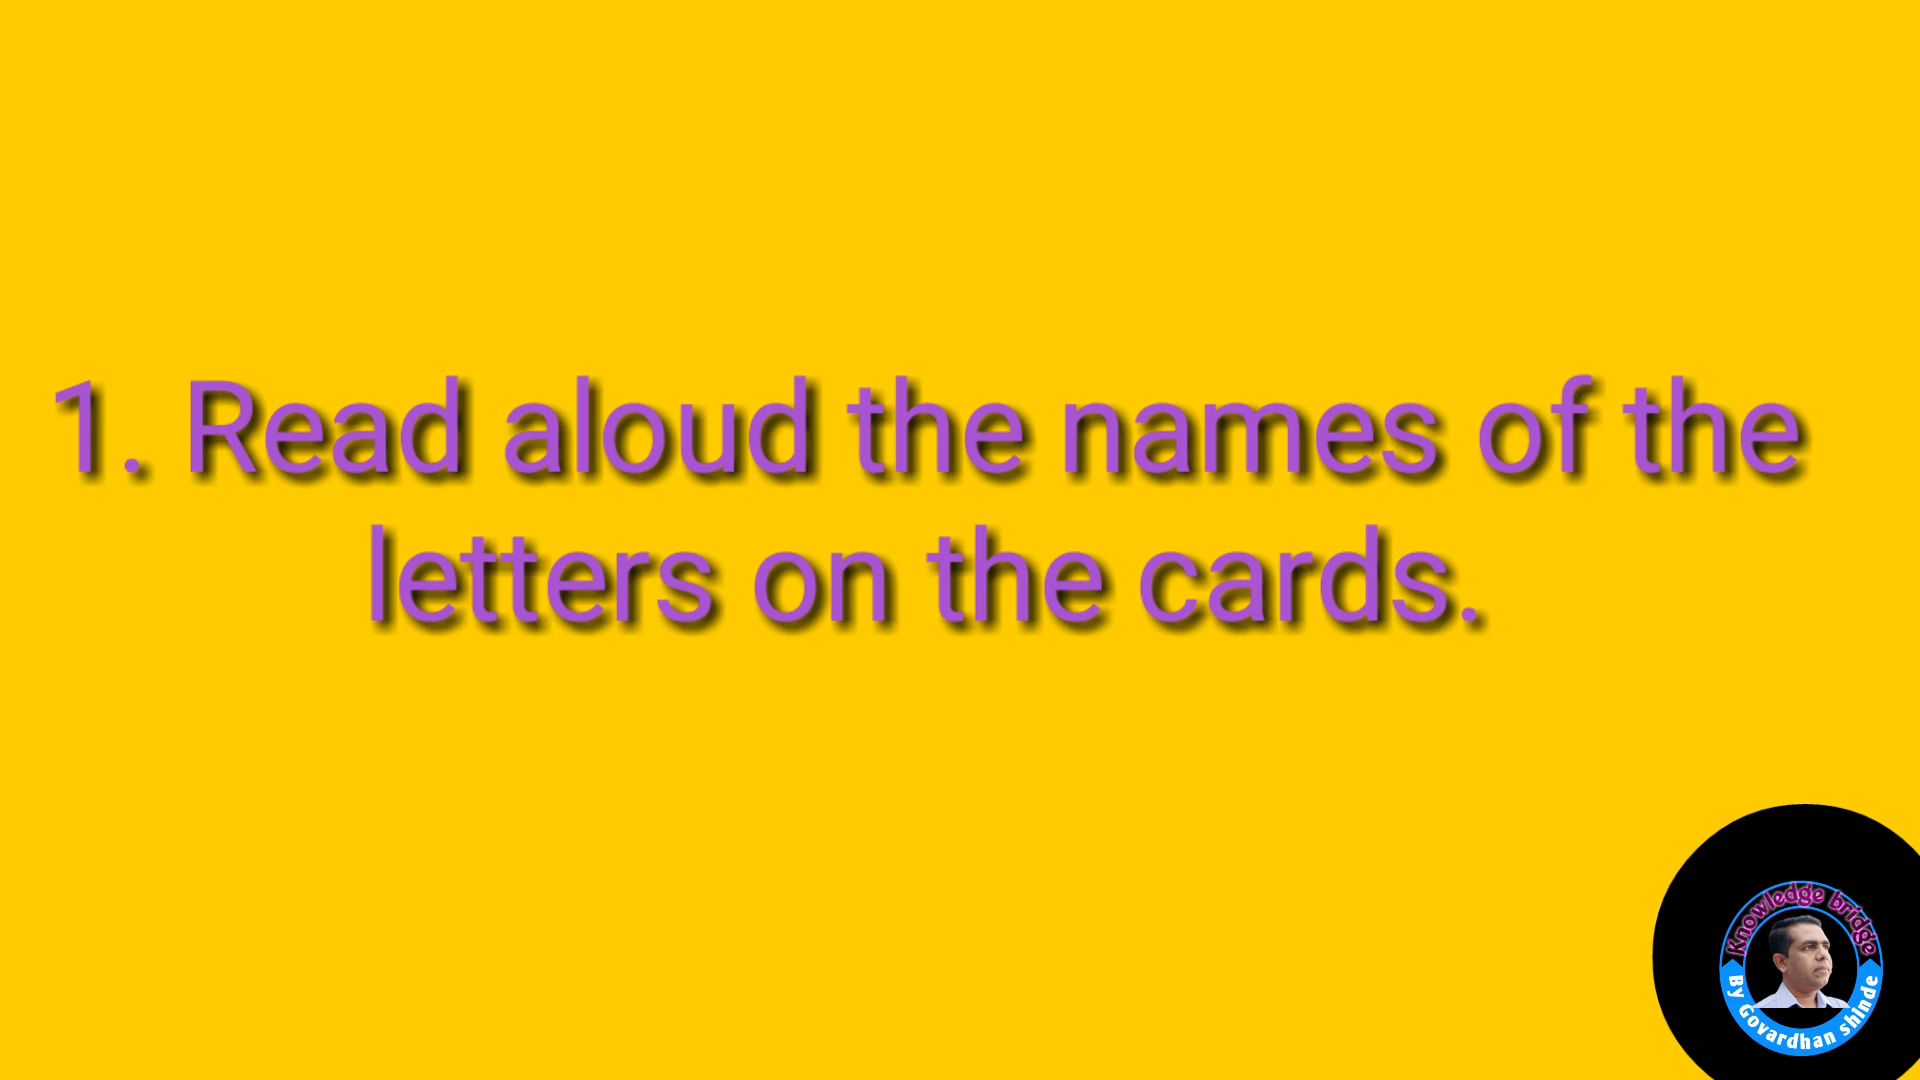 1. Read aloud the names of the
letters on the cards.
Knowledge bridge
By Govardhan shinde